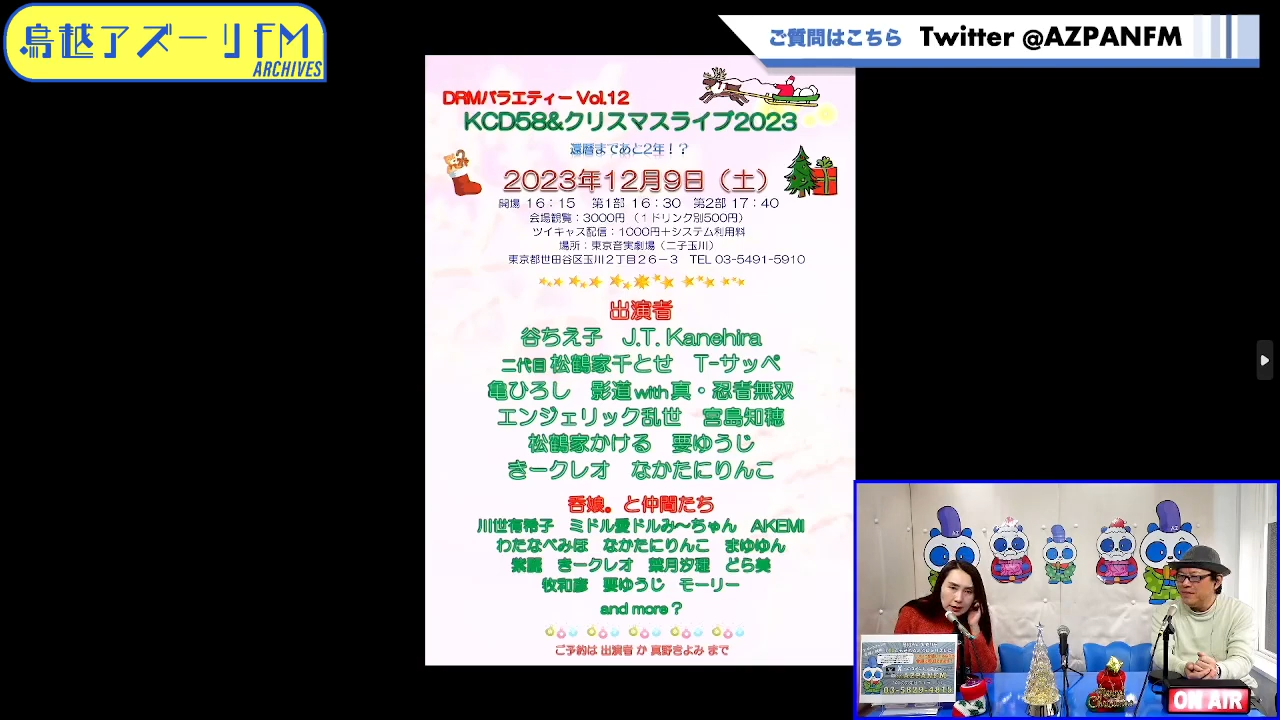 鳥越アズーリFM
ARCHIVES
ご質問はこちら Twitter @AZPANFM
DRMバラエティー Vol.12
KCD58&クリスマスライブ2023
還暦まであと2年！？
2023年12月9日（土）
開場 16：15　第1部 16：30　第2部 17：40
会場観覧：3000円（1ドリンク別500円）
ツイキャス配信：1000円＋システム利用料
場所：東京音実劇場（二子玉川）
東京都世田谷区玉川２丁目２６－３　TEL 03-5491-5910
出演者
谷ちえ子　J.T. Kanehira
二代目 松鶴家千とせ　T-サッペ
亀ひろし　影道with真・忍者無双
エンジェリック乱世　宮島知穂
松鶴家かける　要ゆうじ
きークレオ　なかたにりんこ
呑娘。と仲間たち
川世有希子　ミドル愛ドルみ～ちゃん　AKEMI
わたなべみほ　なかたにりんこ　まゆゆん
紫麗　きークレオ　葉月汐理　どら美
牧和彦　要ゆうじ　モーリー
and more？
ご予約は 出演者 か 真野きよみ まで
AZPANFM
03-5829-4815
ON AIR